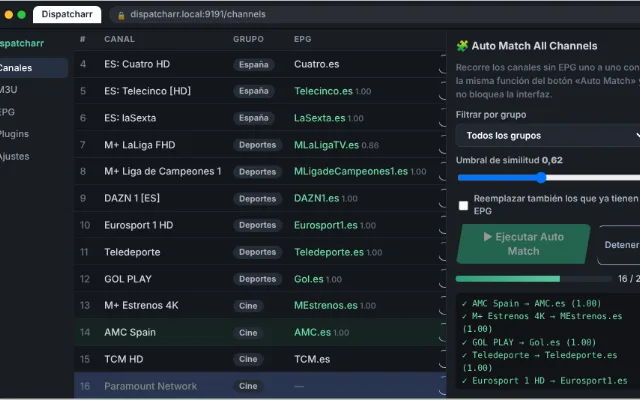 Dispatcharr
dispatcharr.local:9191/channels
spatcharr
Canales
M3U
EPG
Plugins
Ajustes
# CANAL GRUPO EPG
4 ES: Cuatro HD España Cuatro.es
5 ES: Telecinco [HD] España Telecinco.es 1.00
6 ES: laSexta España LaSexta.es 1.00
7 M+ LaLiga FHD Deportes MLaLigaTV.es 0.86
8 M+ Liga de Campeones 1 Deportes MLigadeCampeones1.es 1.00
9 DAZN 1 [ES] Deportes DAZN1.es 1.00
10 Eurosport 1 HD Deportes Eurosport1.es 1.00
11 Teledeporte Deportes Teledeporte.es 1.00
12 GOL PLAY Deportes Gol.es 1.00
13 M+ Estrenos 4K Cine MEstrenos.es 1.00
14 AMC Spain Cine AMC.es 1.00
15 TCM HD Cine TCM.es
16 Paramount Network Cine —
🧩 Auto Match All Channels
Recorre los canales sin EPG uno a uno con
la misma función del botón «Auto Match» y
no bloquea la interfaz.
Filtrar por grupo
Todos los grupos
Umbral de similitud 0,62
Reemplazar también los que ya tienen
EPG
▶ Ejecutar Auto
Match
Detener
16 / 2
✓ AMC Spain → AMC.es (1.00)
✓ M+ Estrenos 4K → MEstrenos.es
(1.00)
✓ GOL PLAY → Gol.es (1.00)
✓ Teledeporte → Teledeporte.es
(1.00)
✓ Eurosport 1 HD → Eurosport1.es